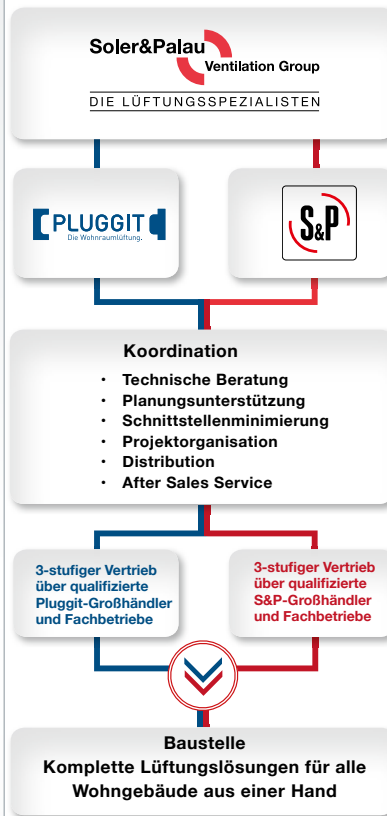 Soler&Palau
Ventilation Group
DIE LÜFTUNGSSPEZIALISTEN
PLUGGIT
Die Wohnraumlüftung.
S&P
Koordination
· Technische Beratung
· Planungsunterstützung
· Schnittstellenminimierung
· Projektorganisation
· Distribution
· After Sales Service
3-stufiger Vertrieb
über qualifizierte
Pluggit-Großhändler
und Fachbetriebe
3-stufiger Vertrieb
über qualifizierte
S&P-Großhändler
und Fachbetriebe
Baustelle
Komplette Lüftungslösungen für alle
Wohngebäude aus einer Hand